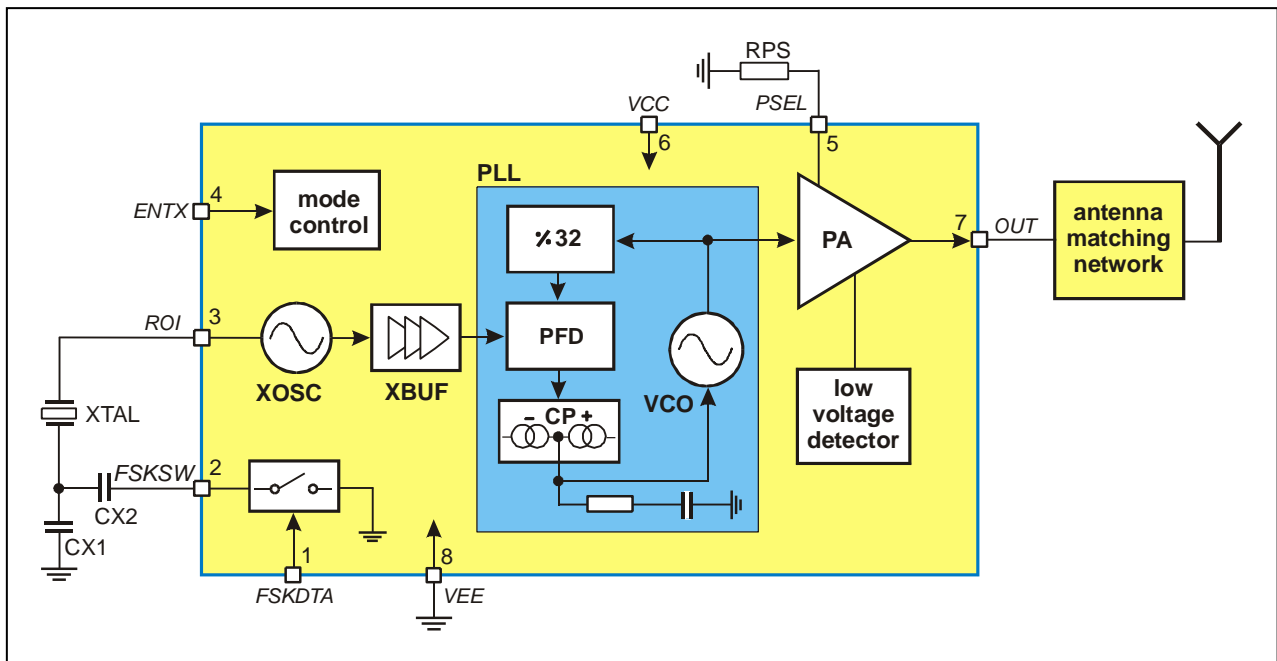 RPS
VCC
PSEL
6
5
PLL
4
ENTX
mode
control
٪32
PA
7
OUT
antenna
matching
network
3
ROI
PFD
XOSC
XBUF
VCO
low
voltage
detector
XTAL
- CP +
FSKSW
2
CX2
CX1
1
8
FSKDTA
VEE